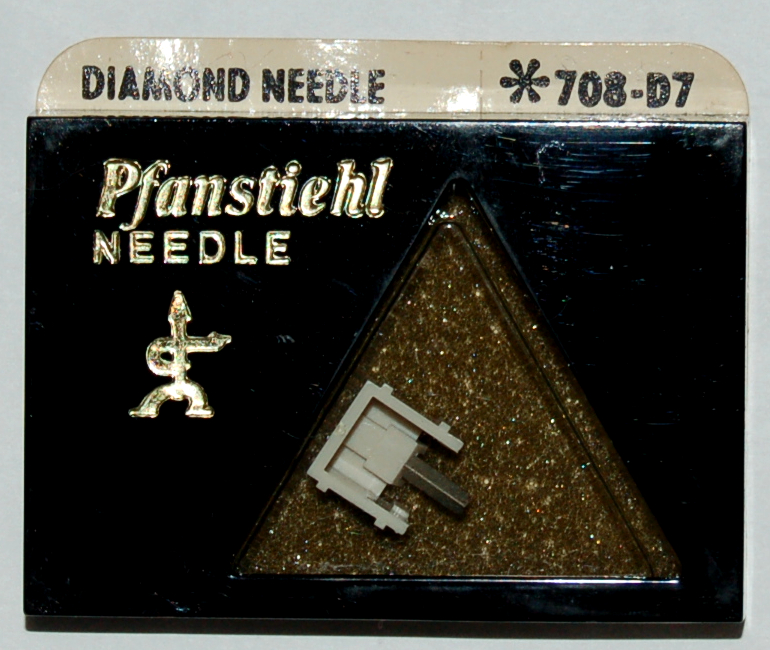 DIAMOND NEEDLE *708-D7
Pfanstiehl
NEEDLE